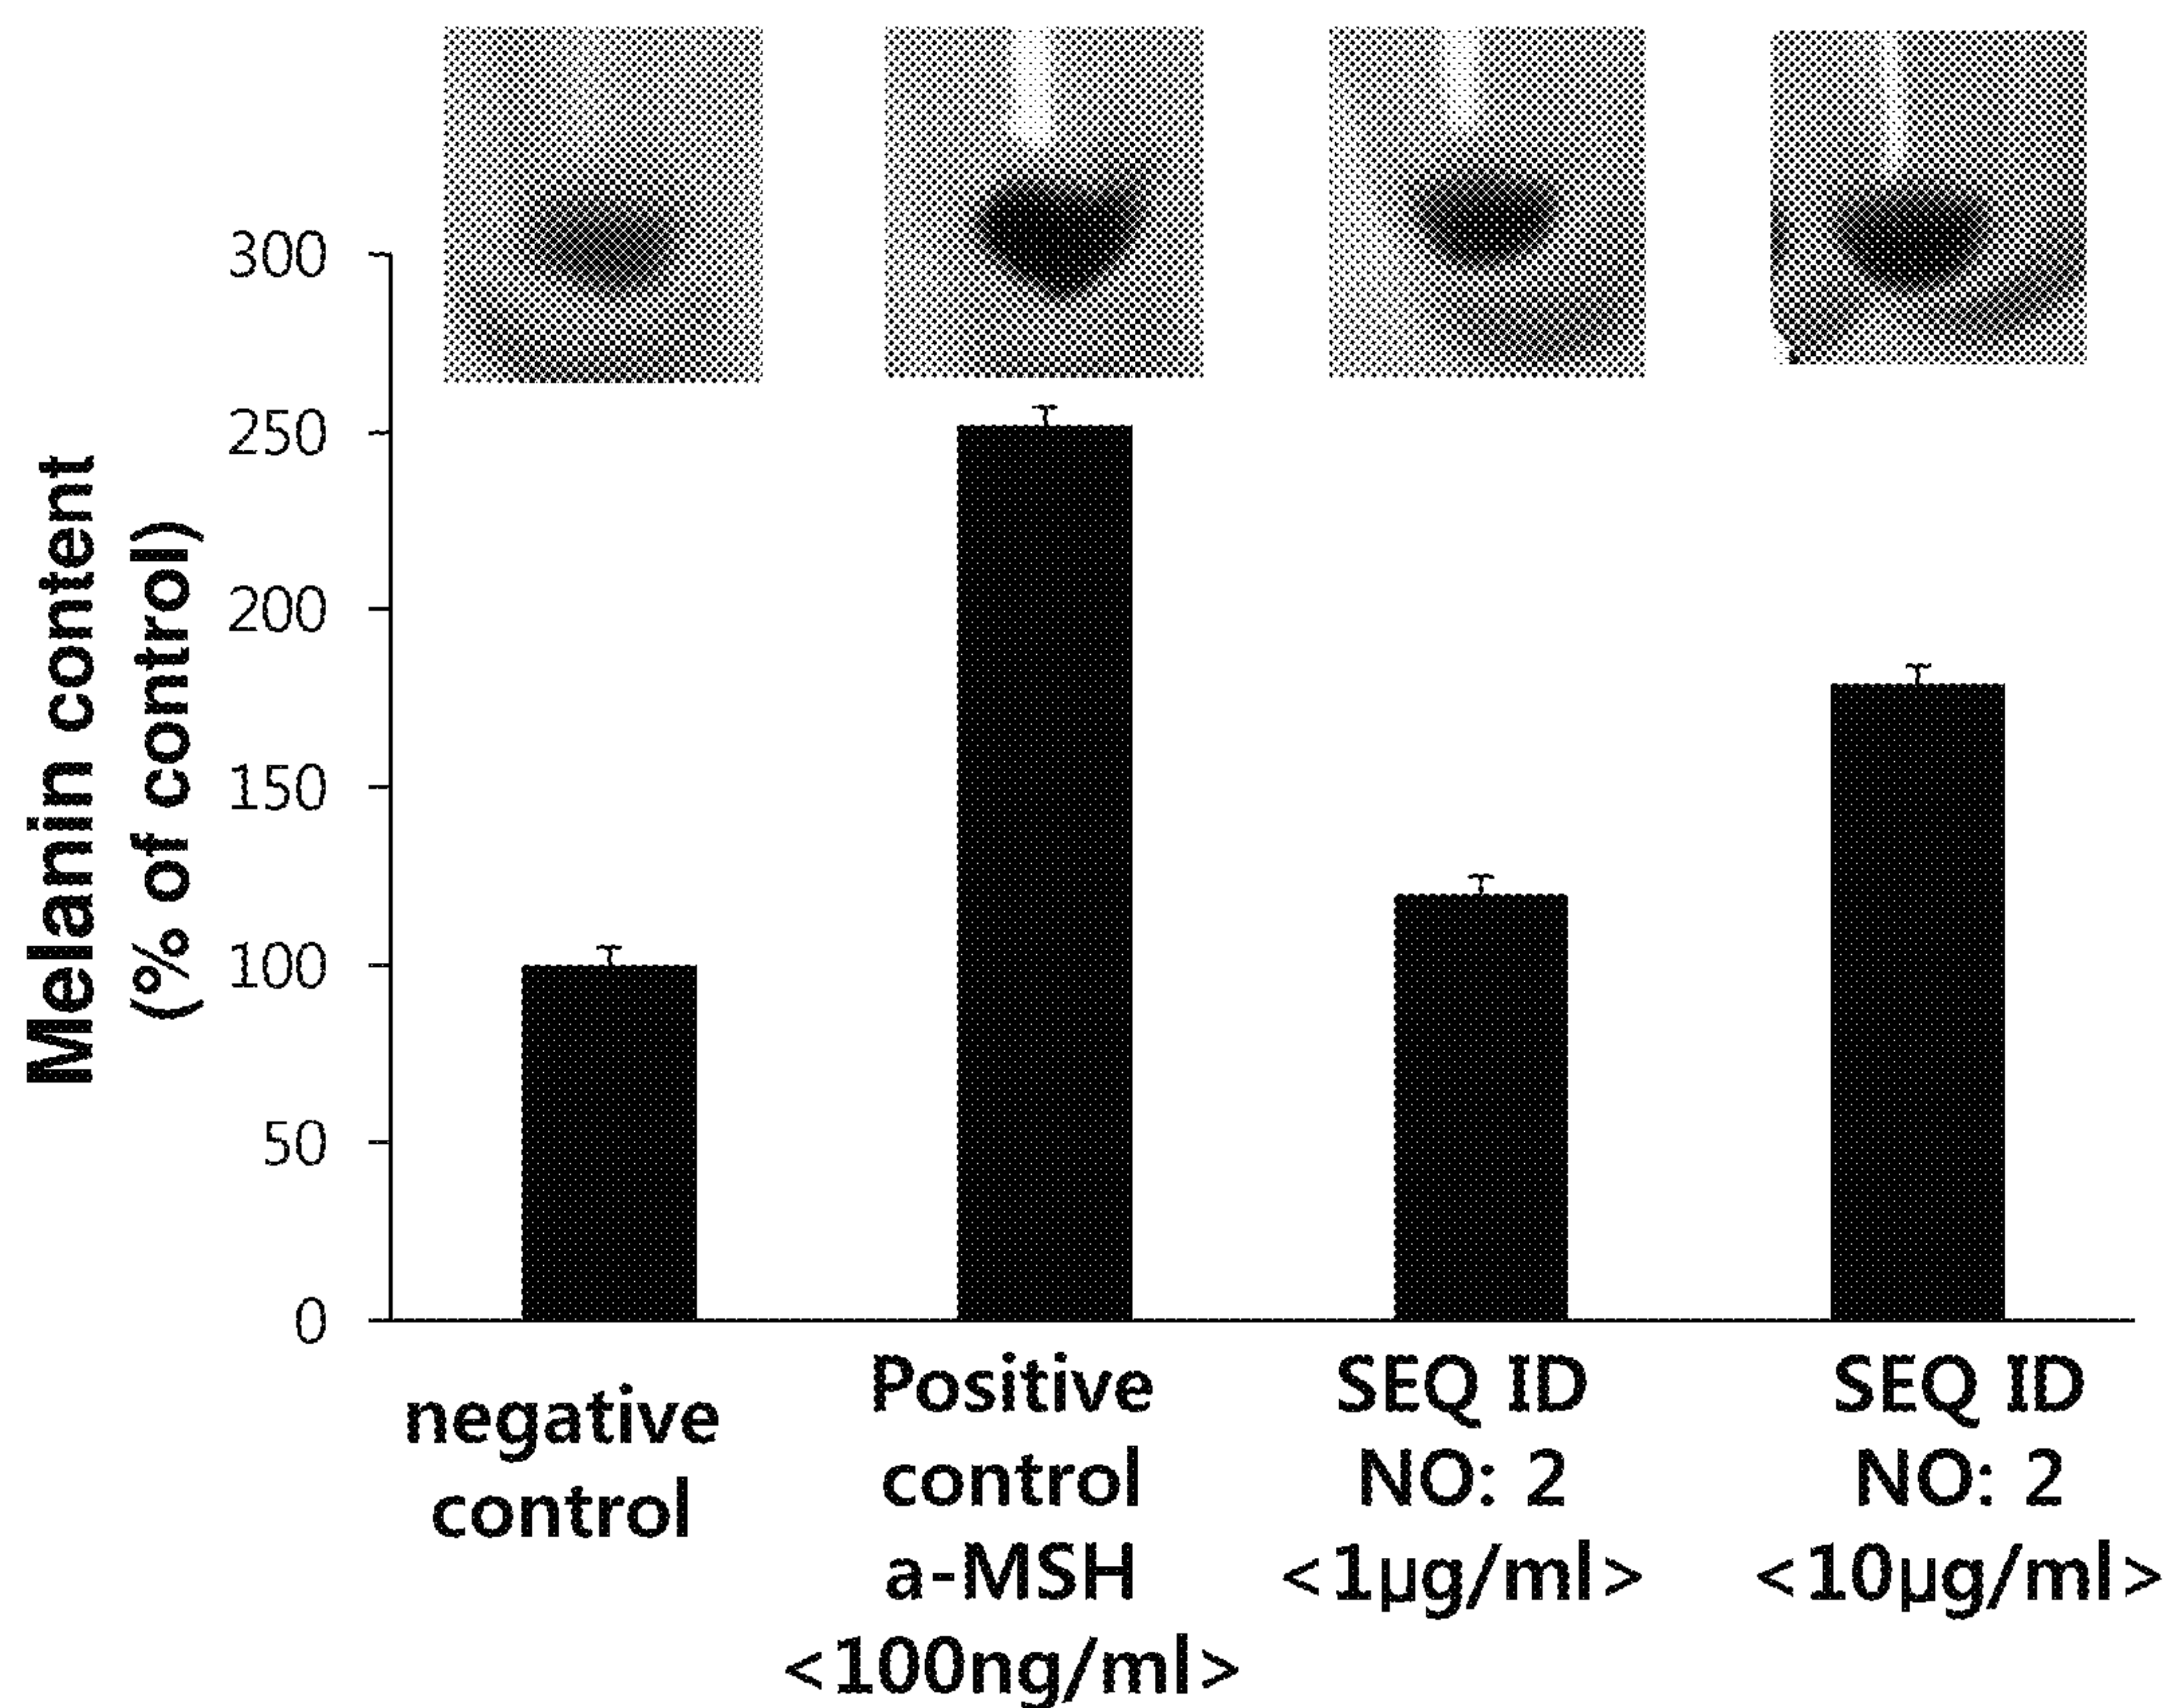 Melanin content
(% of control)
300
250
200
150
100
50
0
negative
control
Positive
control
a-MSH
<100ng/ml>
SEQ ID
NO: 2
<1µg/ml>
SEQ ID
NO: 2
<10µg/ml>